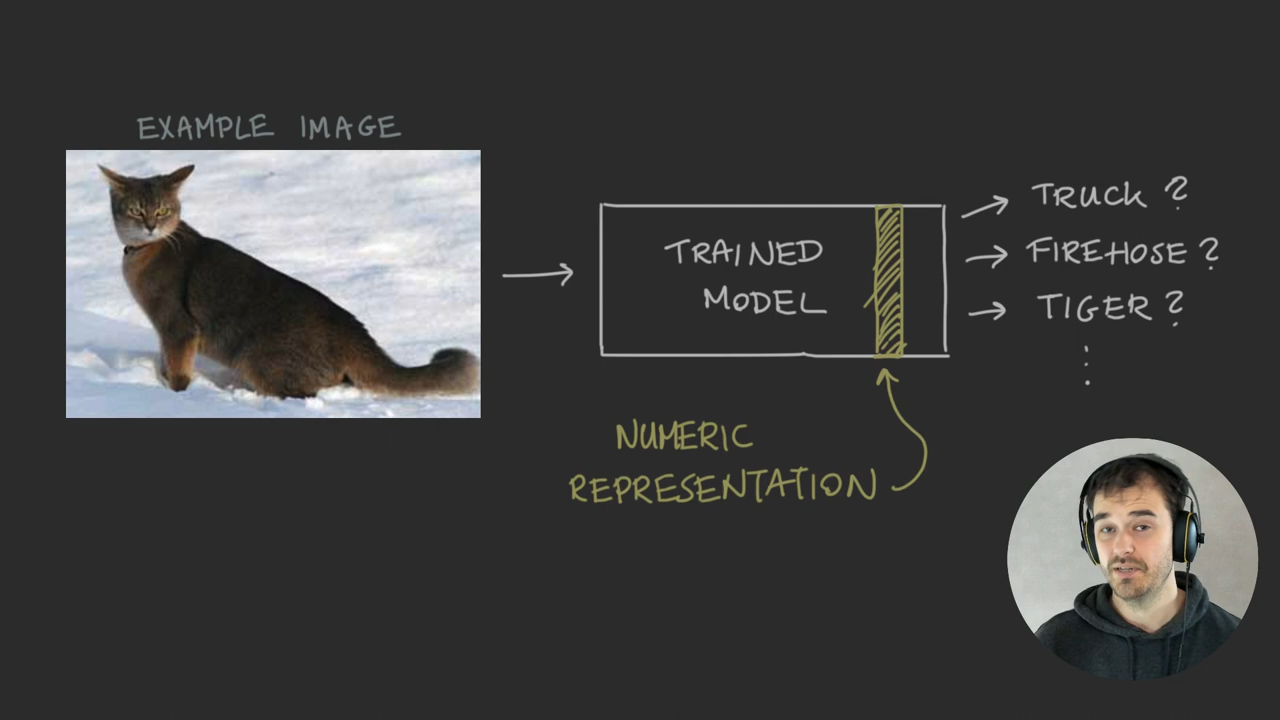 EXAMPLE IMAGE
TRAINED
MODEL
TRUCK ?
FIREHOSE ?
TIGER ?
NUMERIC
REPRESENTATION